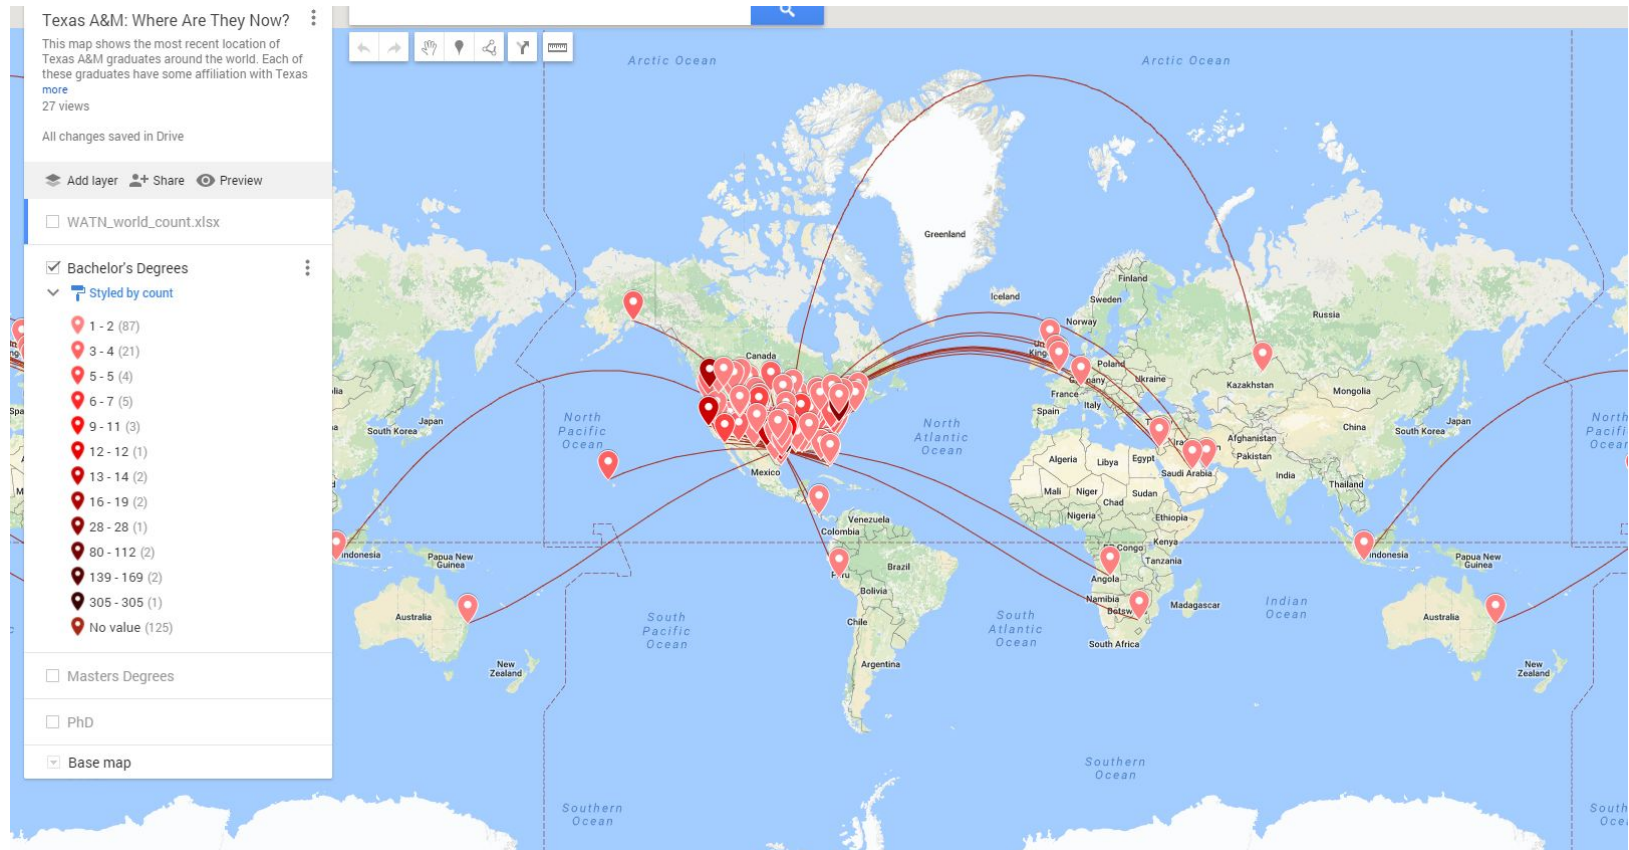 Texas A&M: Where Are They Now?
This map shows the most recent location of
Texas A&M graduates around the world. Each of
these graduates have some affiliation with Texas
more
27 views
All changes saved in Drive
Add layer Share Preview
WATN_world_count.xlsx
Bachelor's Degrees
Styled by count
1 - 2 (87)
3 - 4 (21)
5 - 5 (4)
6 - 7 (5)
9 - 11 (3)
12 - 12 (1)
13 - 14 (2)
16 - 19 (2)
28 - 28 (1)
80 - 112 (2)
139 - 169 (2)
305 - 305 (1)
No value (125)
Masters Degrees
PhD
Base map
Arctic Ocean
Arctic Ocean
Greenland
Iceland
Finland
Sweden
Norway
Russia
Canada
Poland
Ukraine
Kazakhstan
Mongolia
France
Italy
Spain
North
Pacific
Ocean
North
Atlantic
Ocean
Japan
South Korea
Afghanistan
Pakistan
China
South Korea
Japan
Algeria
Libya
Egypt
Saudi Arabia
India
Thailand
Mexico
Mali
Niger
Chad
Sudan
Nigeria
Ethiopia
Venezuela
Colombia
Kenya
Congo
Tanzania
Papua New
Guinea
Papua New
Guinea
Brazil
Bolivia
Angola
Namibia
Madagascar
Indian
Ocean
Australia
South
Pacific
Ocean
Chile
South
Atlantic
Ocean
South Africa
Australia
New
Zealand
Argentina
New
Zealand
Southern
Ocean
Southern
Ocean